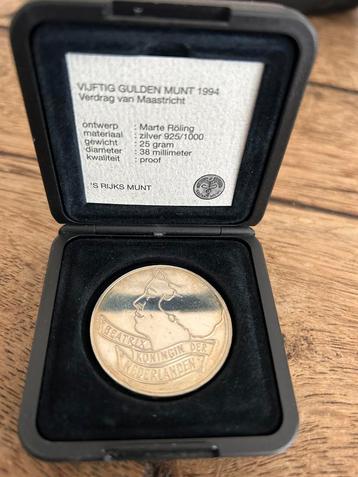 VIJFTIG GULDEN MUNT 1994
Verdrag van Maastricht
ontwerp : Marte Röling
materiaal : zilver 925/1000
gewicht : 25 gram
diameter : 38 millimeter
kwaliteit : proof
'S RIJKS MUNT
BEATRIX
KONINGIN DER
NEDERLANDEN